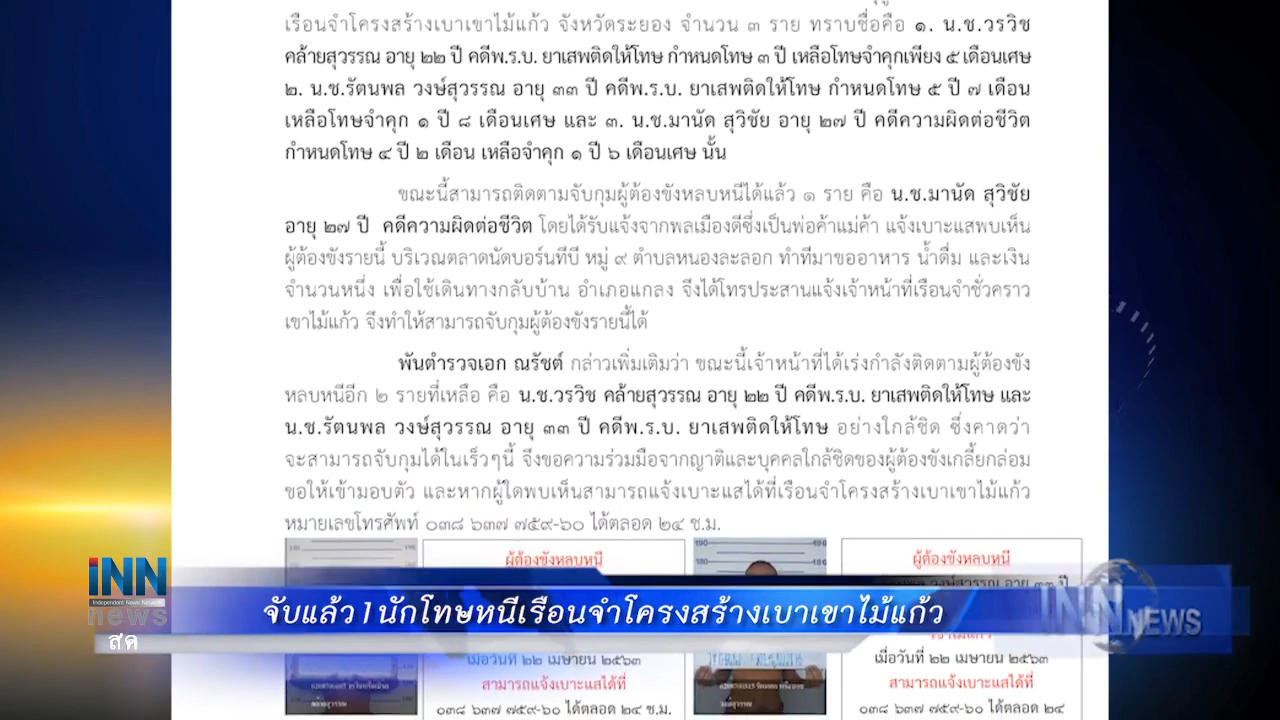 เรือนจำโครงสร้างเบาเขาไม้แก้ว จังหวัดระยอง จำนวน ๓ ราย ทราบชื่อคือ ๑. น.ช.วรวิช
คล้ายสุวรรณ อายุ ๒๒ ปี คดีพ.ร.บ. ยาเสพติดให้โทษ กำหนดโทษ ๓ ปี เหลือโทษจำคุกเพียง ๕ เดือนเศษ
๒. น.ช.รัตนพล วงษ์สุวรรณ อายุ ๓๓ ปี คดีพ.ร.บ. ยาเสพติดให้โทษ กำหนดโทษ ๕ ปี ๗ เดือน
เหลือโทษจำคุก ๑ ปี ๘ เดือนเศษ และ ๓. น.ช.มานัด สุวิชัย อายุ ๒๗ ปี คดีความผิดต่อชีวิต
กำหนดโทษ ๔ ปี ๒ เดือน เหลือจำคุก ๑ ปี ๖ เดือนเศษ นั้น
ขณะนี้สามารถติดตามจับกุมผู้ต้องขังหลบหนีได้แล้ว ๑ ราย คือ น.ช.มานัด สุวิชัย
อายุ ๒๗ ปี คดีความผิดต่อชีวิต โดยได้รับแจ้งจากพลเมืองดีซึ่งเป็นพ่อค้าแม่ค้า แจ้งเบาะแสพบเห็น
ผู้ต้องขังรายนี้ บริเวณตลาดนัดบอร์นทีบี หมู่ ๙ ตำบลหนองละลอก ทำทีมาขออาหาร น้ำดื่ม และเงิน
จำนวนหนึ่ง เพื่อใช้เดินทางกลับบ้าน อำเภอแกลง จึงได้โทรประสานแจ้งเจ้าหน้าที่เรือนจำชั่วคราว
เขาไม้แก้ว จึงทำให้สามารถจับกุมผู้ต้องขังรายนี้ได้
พันตำรวจเอก ณรัชต์ กล่าวเพิ่มเติมว่า ขณะนี้เจ้าหน้าที่ได้เร่งกำลังติดตามผู้ต้องขัง
หลบหนีอีก ๒ รายที่เหลือ คือ น.ช.วรวิช คล้ายสุวรรณ อายุ ๒๒ ปี คดีพ.ร.บ. ยาเสพติดให้โทษ และ
น.ช.รัตนพล วงษ์สุวรรณ อายุ ๓๓ ปี คดีพ.ร.บ. ยาเสพติดให้โทษ อย่างใกล้ชิด ซึ่งคาดว่า
จะสามารถจับกุมได้ในเร็วๆนี้ จึงขอความร่วมมือจากญาติและบุคคลใกล้ชิดของผู้ต้องขังเกลี้ยกล่อม
ขอให้เข้ามอบตัว และหากผู้ใดพบเห็นสามารถแจ้งเบาะแสได้ที่เรือนจำโครงสร้างเบาเขาไม้แก้ว
หมายเลขโทรศัพท์ ๐๓๘ ๖๓๗ ๗๕๙-๖๐ ได้ตลอด ๒๔ ช.ม.
190 190
180 180
ผู้ต้องขังหลบหนี
ผู้ต้องขังหลบหนี
วงษ์สุวรรณ อายุ ๓๓ ปี
iNN
Independent News Network
news
สด
จับแล้ว1นักโทษหนีเรือนจำโครงสร้างเบาเขาไม้แก้ว
INN NEWS
เขาไม้แก้ว
เมื่อวันที่ ๒๒ เมษายน ๒๕๖๓
สามารถแจ้งเบาะแสได้ที่
๐๓๘ ๖๓๗ ๗๕๙-๖๐ ได้ตลอด ๒๔ ช.ม.
เมื่อวันที่ ๒๒ เมษายน ๒๕๖๓
สามารถแจ้งเบาะแสได้ที่
๐๓๘ ๖๓๗ ๗๕๙-๖๐ ได้ตลอด ๒๔